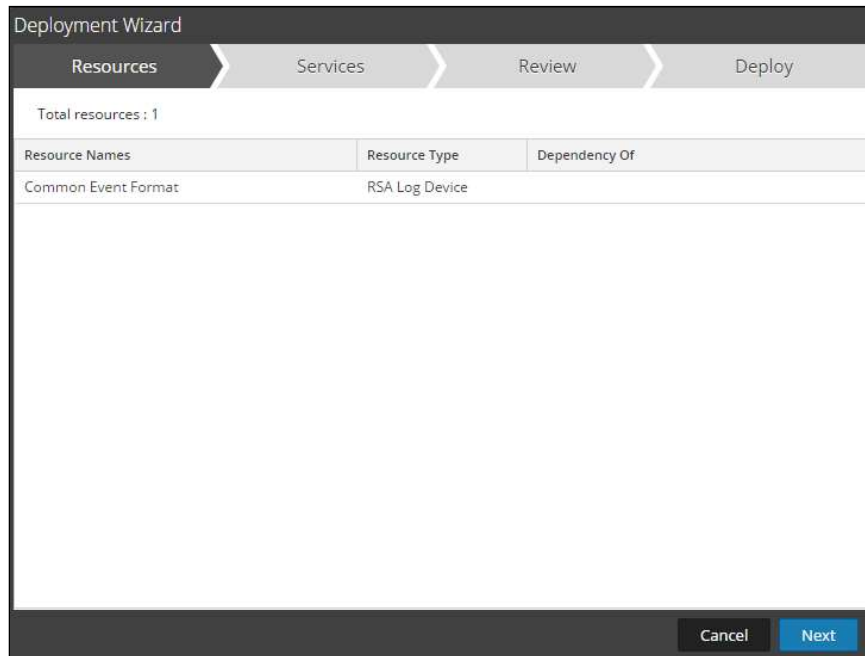 Deployment Wizard
Resources Services Review Deploy
Total resources : 1
Resource Names Resource Type Dependency Of
Common Event Format RSA Log Device
Cancel Next